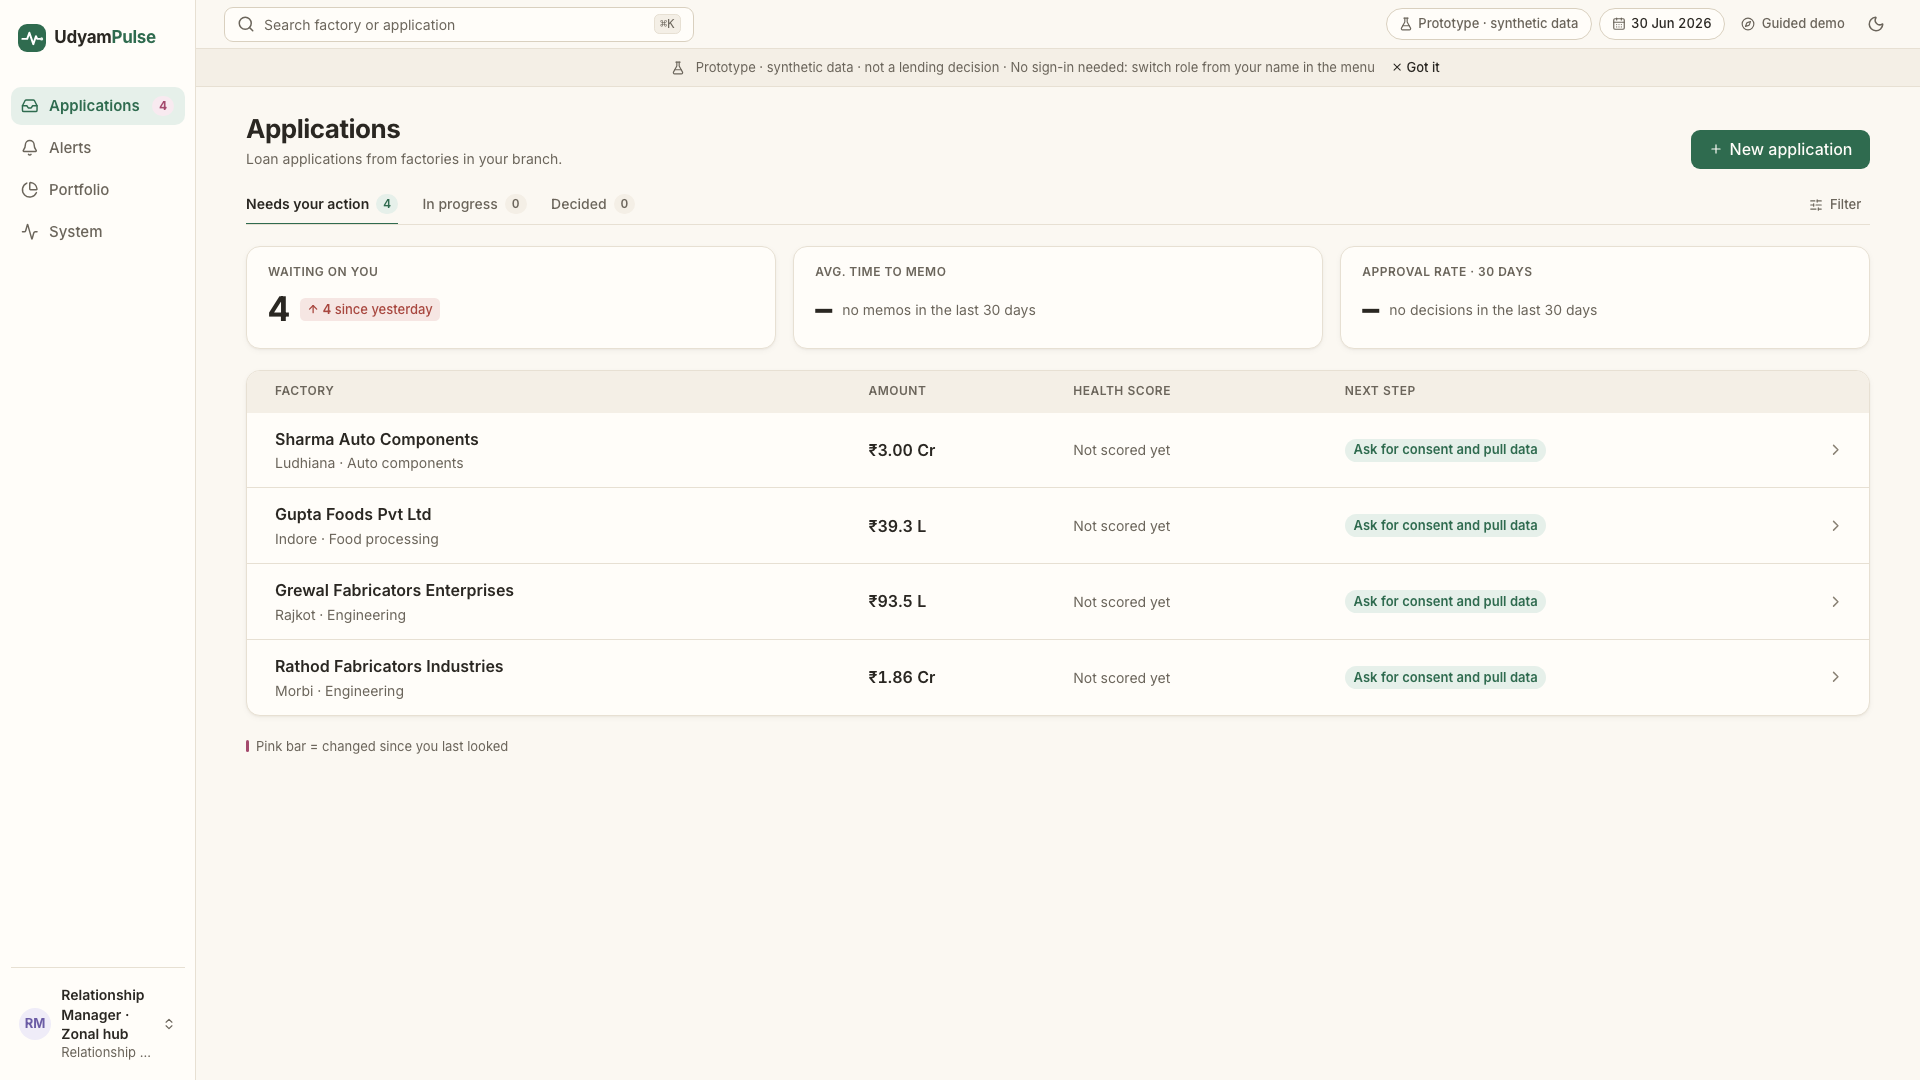 UdyamPulse
Search factory or application
⌘K
Prototype · synthetic data
30 Jun 2026
Guided demo
Prototype · synthetic data · not a lending decision · No sign-in needed: switch role from your name in the menu
× Got it
Applications 4
Alerts
Portfolio
System
Applications
Loan applications from factories in your branch.
+ New application
Needs your action 4
In progress 0
Decided 0
Filter
WAITING ON YOU
4 ↑ 4 since yesterday
AVG. TIME TO MEMO
— no memos in the last 30 days
APPROVAL RATE · 30 DAYS
— no decisions in the last 30 days
FACTORY AMOUNT HEALTH SCORE NEXT STEP
Sharma Auto Components
Ludhiana · Auto components
₹3.00 Cr
Not scored yet
Ask for consent and pull data
Gupta Foods Pvt Ltd
Indore · Food processing
₹39.3 L
Not scored yet
Ask for consent and pull data
Grewal Fabricators Enterprises
Rajkot · Engineering
₹93.5 L
Not scored yet
Ask for consent and pull data
Rathod Fabricators Industries
Morbi · Engineering
₹1.86 Cr
Not scored yet
Ask for consent and pull data
Pink bar = changed since you last looked
RM
Relationship
Manager ·
Zonal hub
Relationship ...